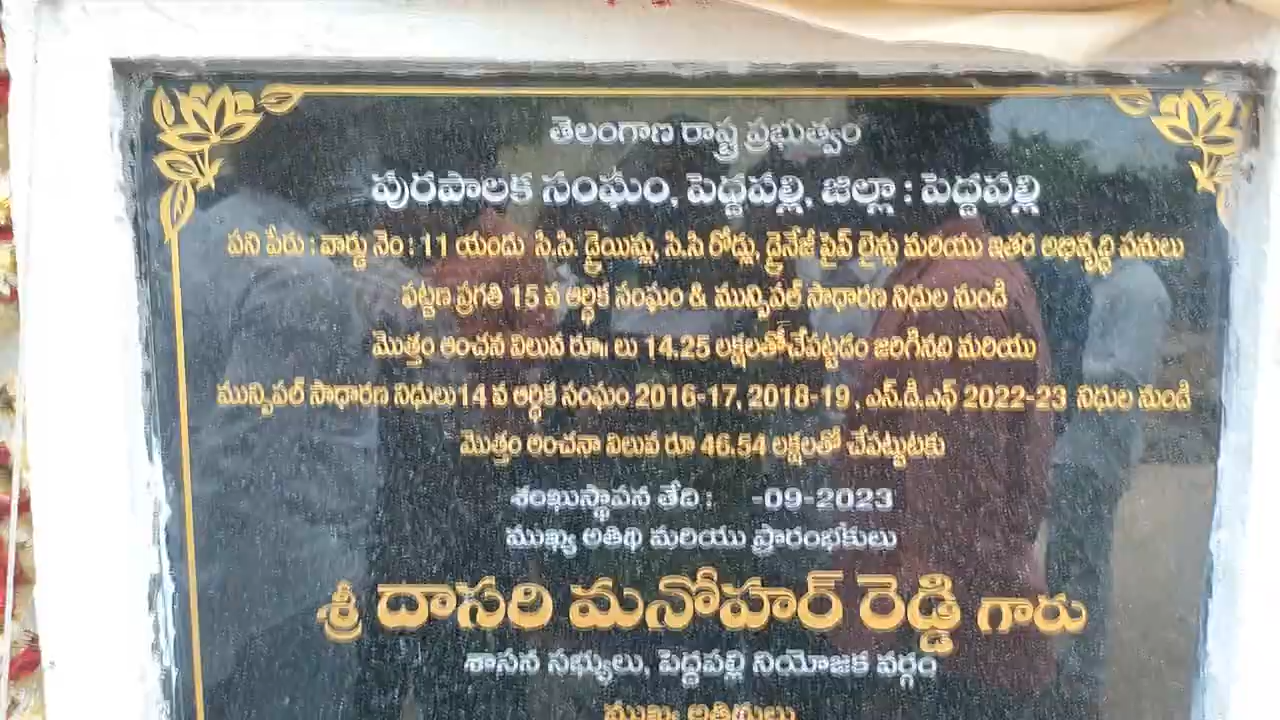 తెలంగాణ రాష్ట్ర ప్రభుత్వం
పురపాలక సంఘం, పెద్దపల్లి, జిల్లా : పెద్దపల్లి
పని పేరు : వార్డు నెం : 11 యందు సి.సి. డ్రైయిన్లు, సి.సి రోడ్లు, డ్రైనేజీ పైప్ లైన్లు మరియు ఇతర అభివృద్ధి పనులు
పట్టణ ప్రగతి 15 వ ఆర్థిక సంఘం & మున్సిపల్ సాధారణ నిధుల నుండి
మొత్తం అంచన విలువ రూ॥ లు 14.25 లక్షలతో చేపట్టడం జరిగినది మరియు
మున్సిపల్ సాధారణ నిధులు 14 వ ఆర్థిక సంఘం 2016-17, 2018-19, ఎస్.డి.ఎఫ్ 2022-23 నిధుల నుండి
మొత్తం అంచనా విలువ రూ 46.54 లక్షలతో చేపట్టుటకు
శంఖుస్థాపన తేది : -09-2023
ముఖ్య అతిథి మరియు ప్రారంభకులు
శ్రీ దాసరి మనోహర్ రెడ్డి గారు
శాసన సభ్యులు, పెద్దపల్లి నియోజక వర్గం
ముఖ్య అతిథులు